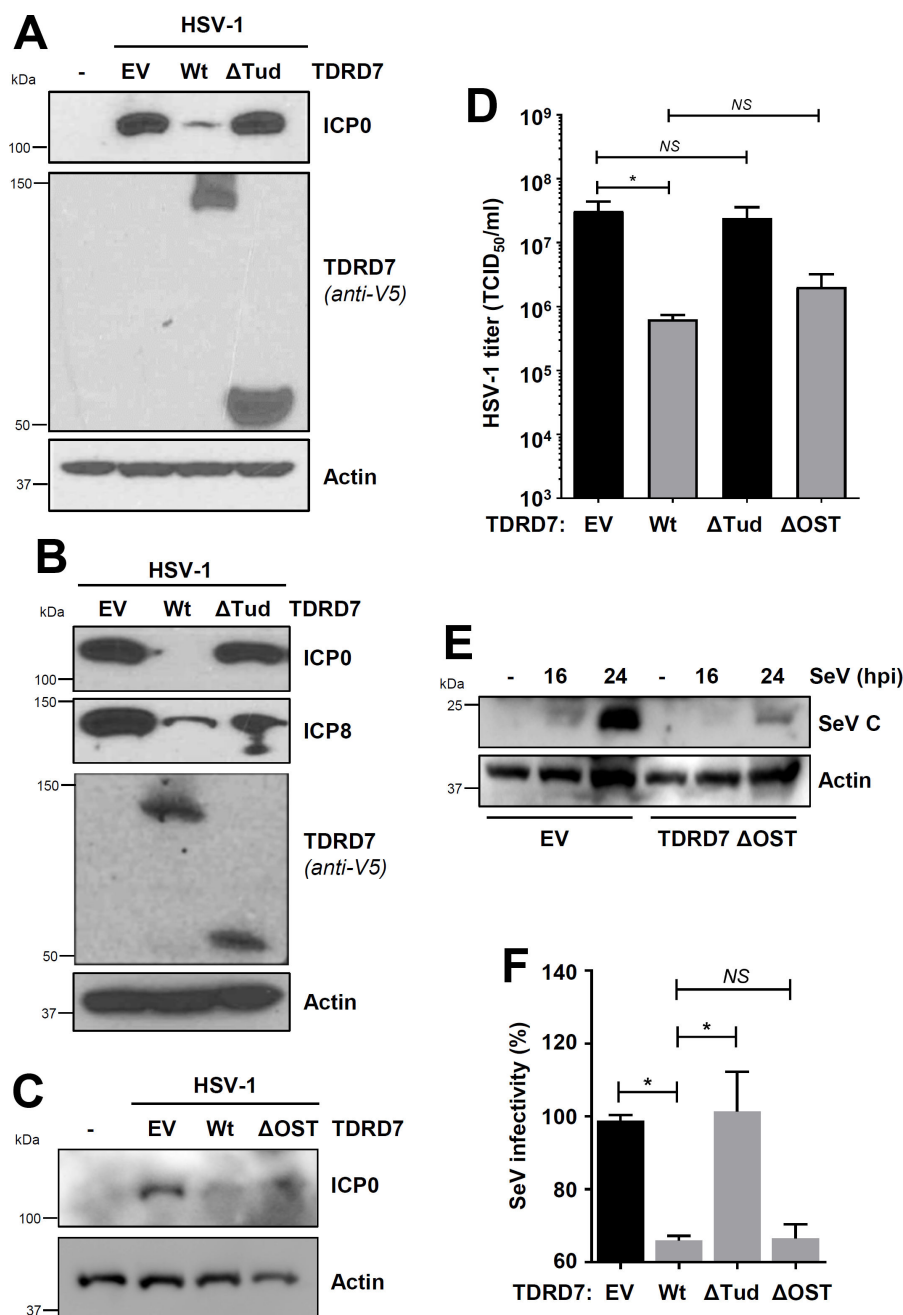 A
HSV-1
kDa - EV Wt ΔTud TDRD7
100 ICP0
150
TDRD7
(anti-V5)
50
37 Actin
B
HSV-1
kDa EV Wt ΔTud TDRD7
100 ICP0
150 ICP8
150
TDRD7
(anti-V5)
50
37 Actin
C
HSV-1
kDa - EV Wt ΔOST TDRD7
100 ICP0
37 Actin
D
HSV-1 titer (TCID50/ml)
10⁹
10⁸
10⁷
10⁶
10⁵
10⁴
10³
NS
NS
*
TDRD7: EV Wt ΔTud ΔOST
E
kDa - 16 24 - 16 24 SeV (hpi)
25 SeV C
37 Actin
EV TDRD7 ΔOST
F
SeV infectivity (%)
140
120
100
80
60
NS
*
*
TDRD7: EV Wt ΔTud ΔOST